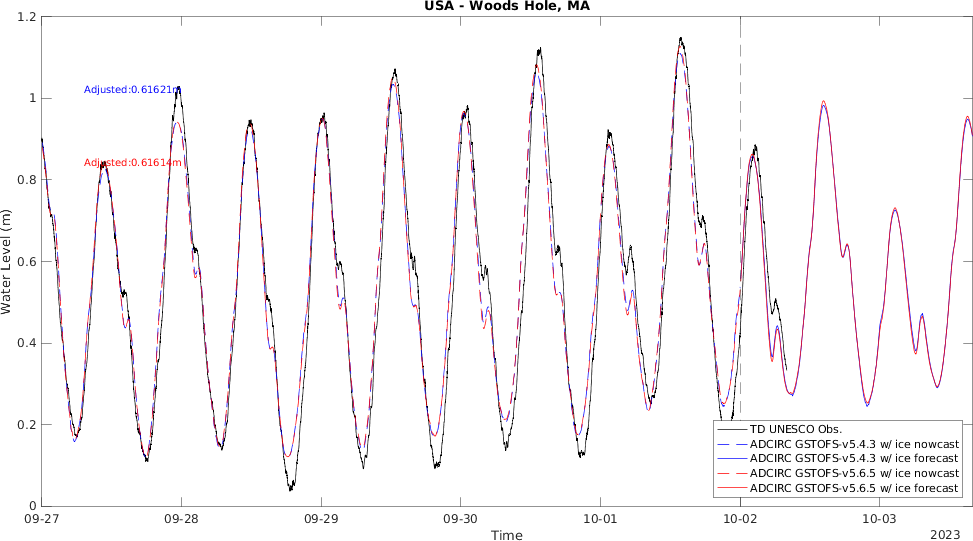 USA - Woods Hole, MA
1.2
1
0.8
0.6
0.4
0.2
0
Water Level (m)
Adjusted:0.61621m
Adjusted:0.61614m
TD UNESCO Obs.
ADCIRC GSTOFS-v5.4.3 w/ ice nowcast
ADCIRC GSTOFS-v5.4.3 w/ ice forecast
ADCIRC GSTOFS-v5.6.5 w/ ice nowcast
ADCIRC GSTOFS-v5.6.5 w/ ice forecast
09-27 09-28 09-29 09-30 10-01 10-02 10-03
Time
2023